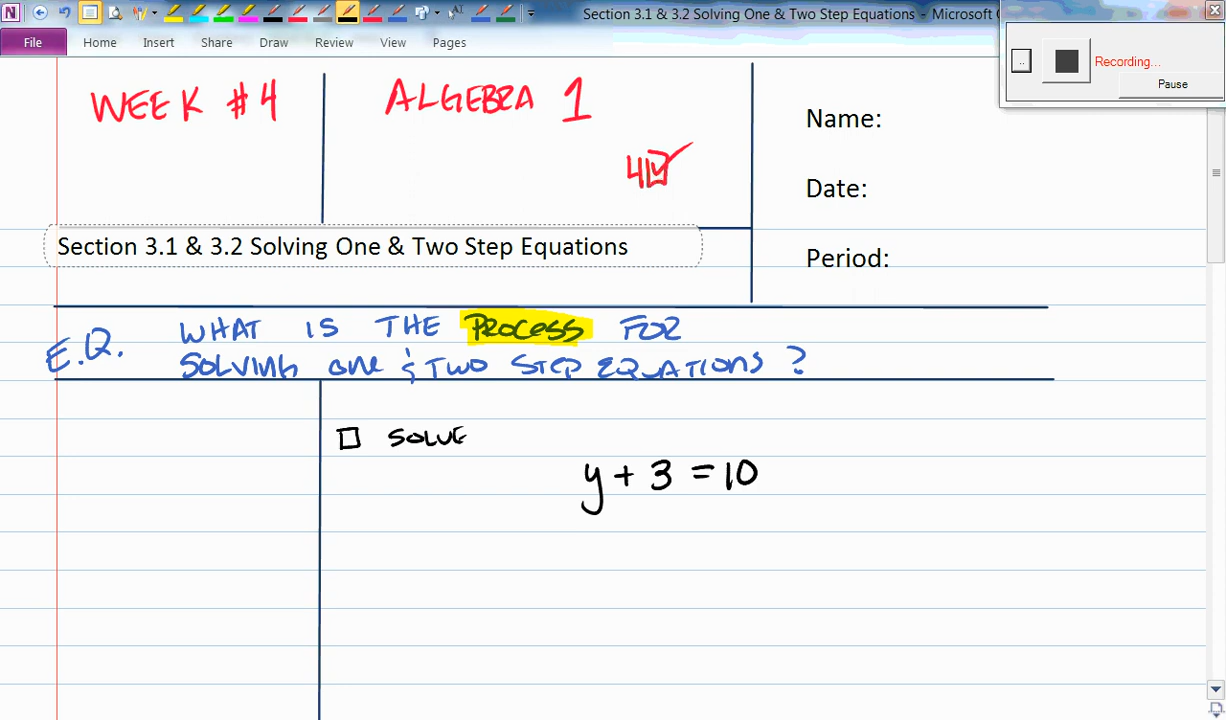 Section 3.1 & 3.2 Solving One & Two Step Equations - Microsoft
Recording...
Pause
File Home Insert Share Draw Review View Pages
WEEK #4
ALGEBRA 1
Name:
Date:
Section 3.1 & 3.2 Solving One & Two Step Equations
Period:
E.Q. WHAT IS THE PROCESS FOR
SOLVING ONE & TWO STEP EQUATIONS?
SOLVE
y + 3 = 10